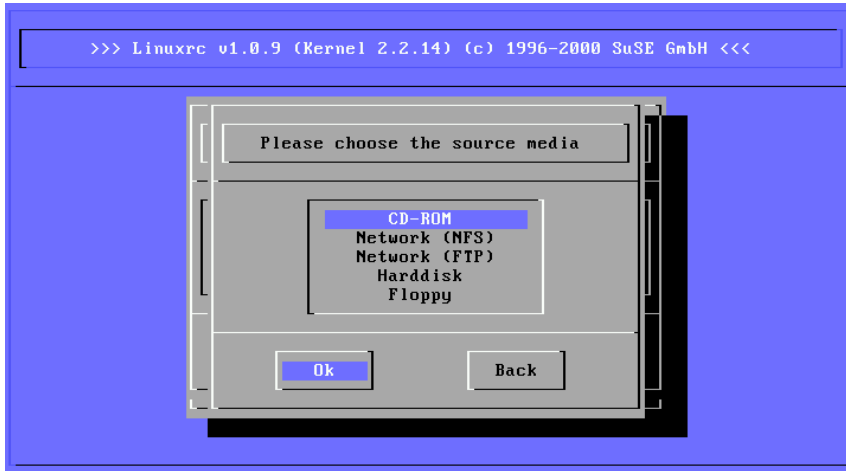 >>> Linuxrc v1.0.9 (Kernel 2.2.14) (c) 1996-2000 SuSE GmbH <<<
Please choose the source media
CD-ROM
Network (NFS)
Network (FTP)
Harddisk
Floppy
Ok Back